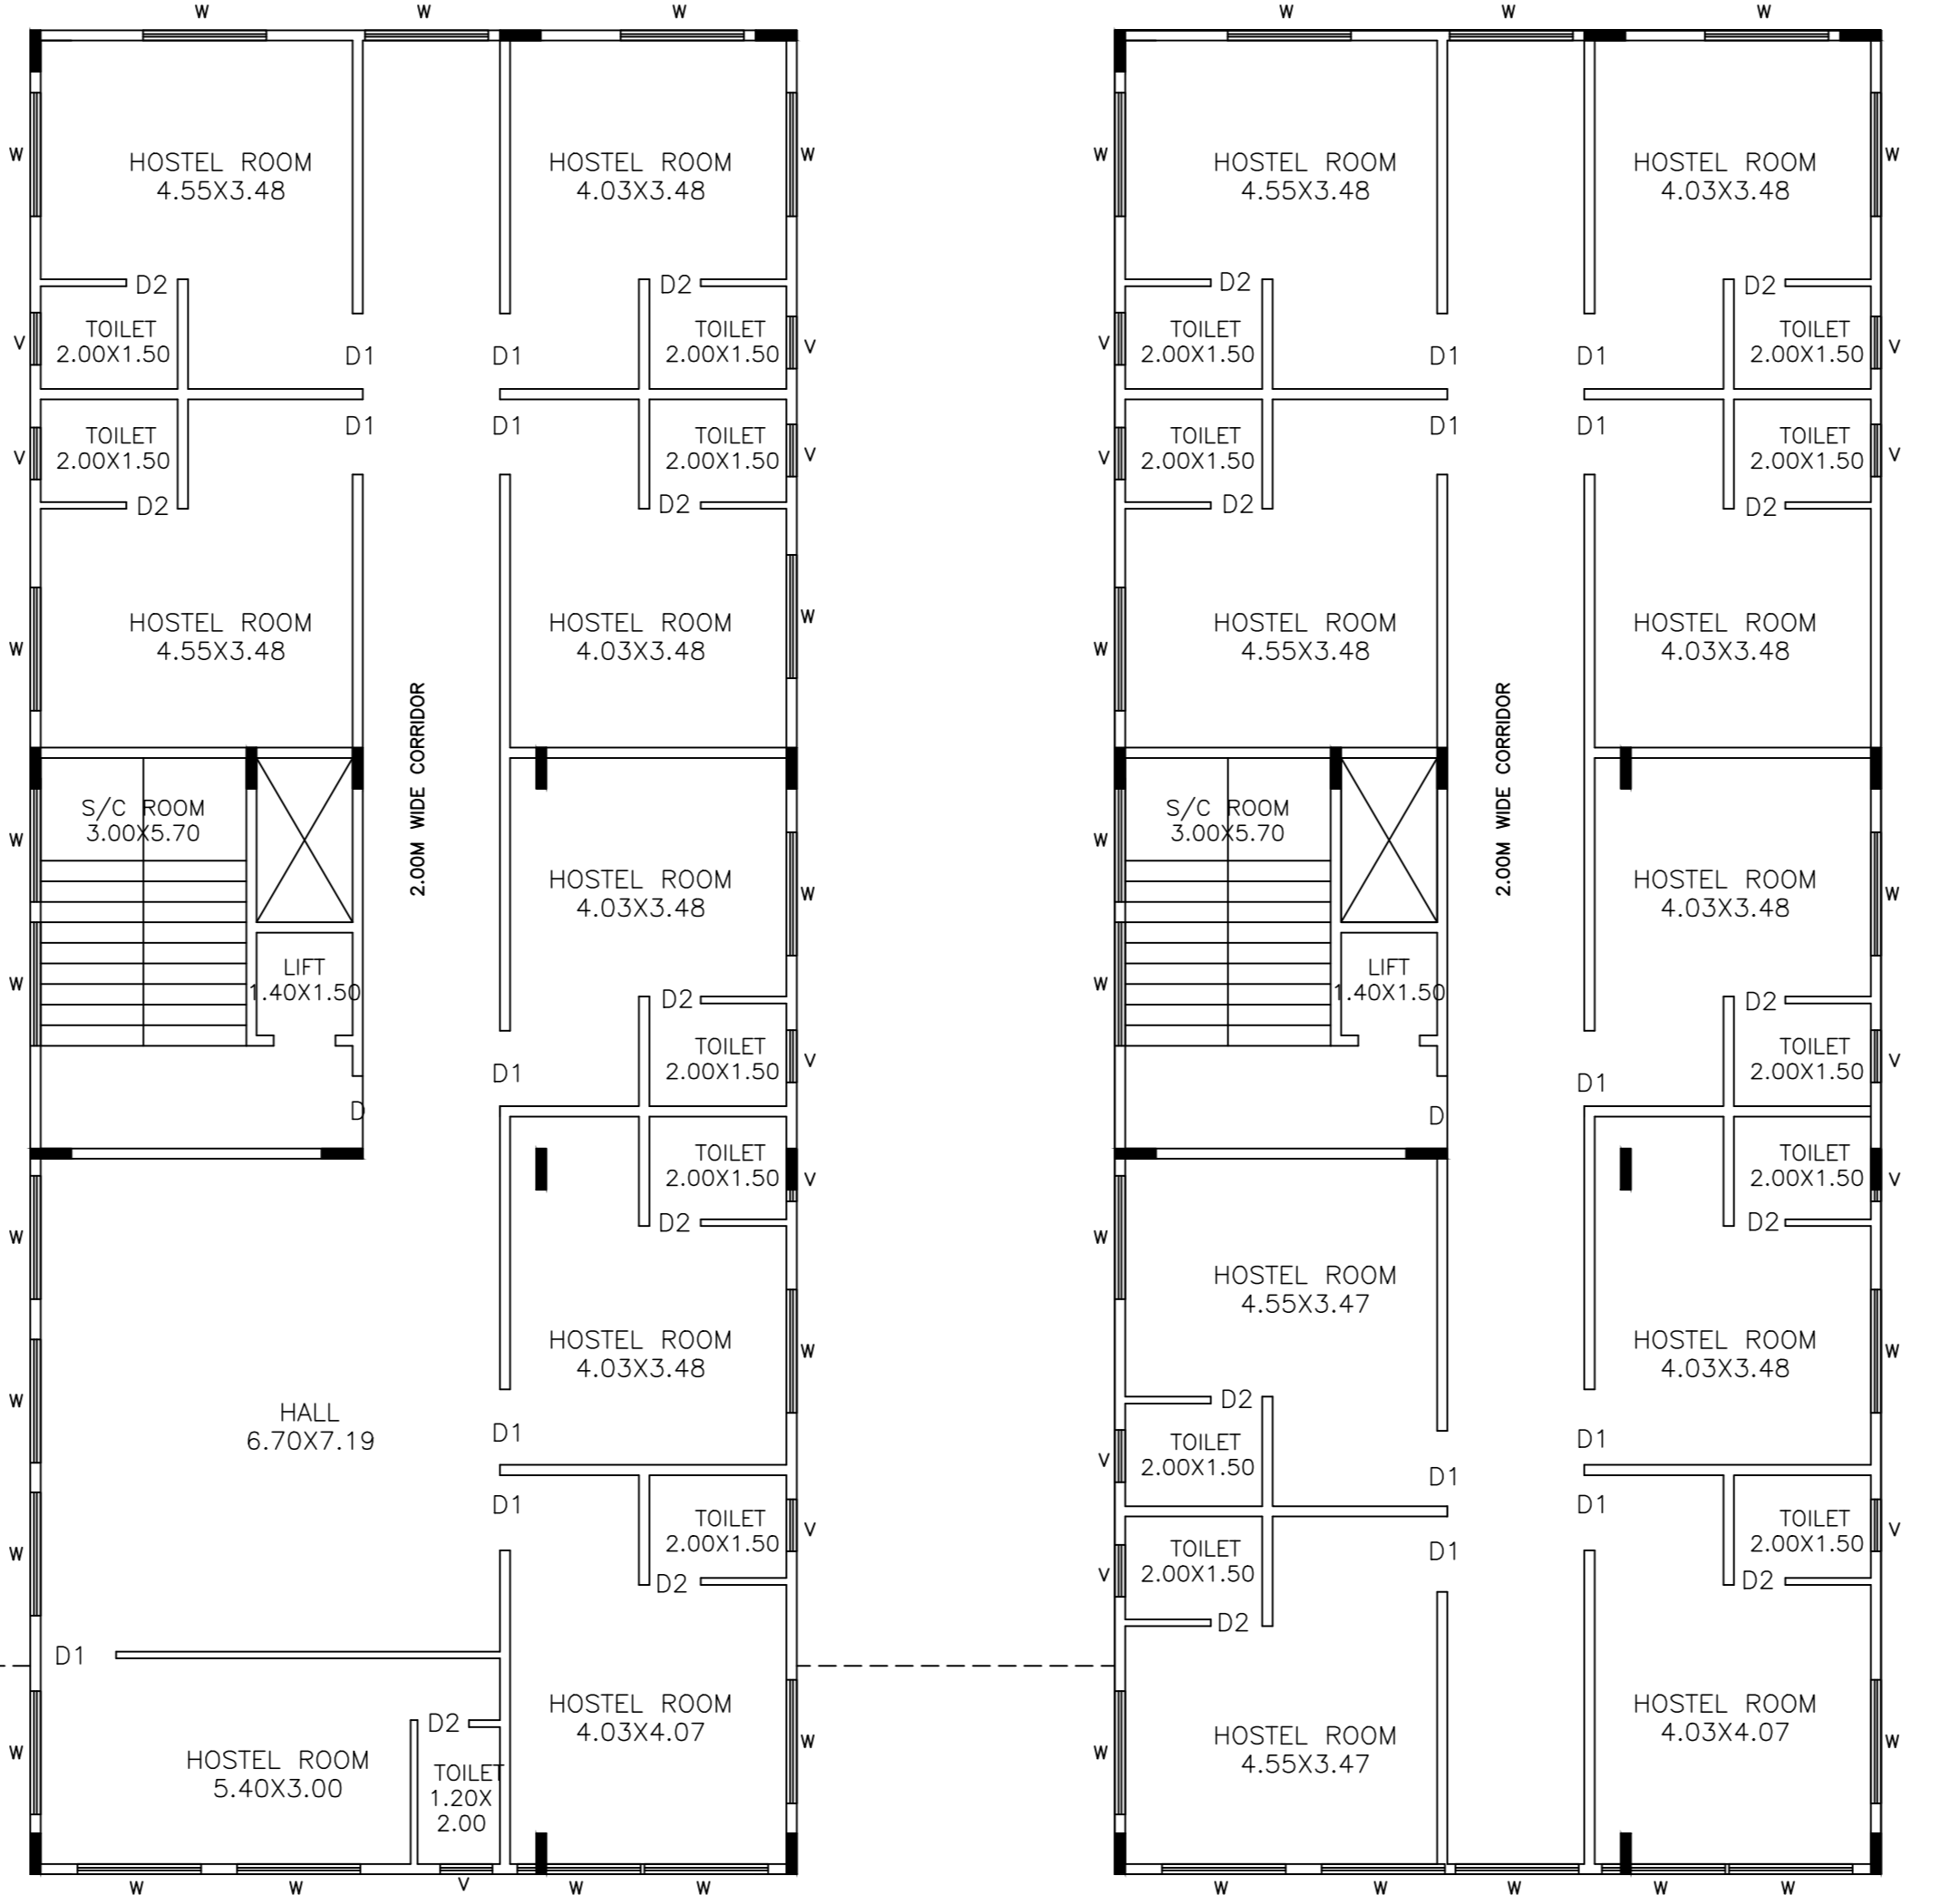 W W W
W HOSTEL ROOM HOSTEL ROOM W
4.55X3.48 4.03X3.48
D2 D2
V TOILET TOILET V
2.00X1.50 2.00X1.50
D1 D1
D1 D1
V TOILET TOILET V
2.00X1.50 2.00X1.50
D2 D2
W HOSTEL ROOM HOSTEL ROOM W
4.55X3.48 4.03X3.48
2.00M WIDE CORRIDOR
W S/C ROOM
3.00X5.70
HOSTEL ROOM W
4.03X3.48
W LIFT
1.40X1.50
D2
TOILET V
2.00X1.50
D1
D
TOILET V
2.00X1.50
D2
W
HOSTEL ROOM W
4.03X3.48
W HALL
6.70X7.19
D1
D1
TOILET V
2.00X1.50
W
D2
D1
HOSTEL ROOM W
4.03X4.07
D2
W HOSTEL ROOM
5.40X3.00
TOILET
1.20X
2.00
W W V W W
W W W
W HOSTEL ROOM HOSTEL ROOM W
4.55X3.48 4.03X3.48
D2 D2
V TOILET TOILET V
2.00X1.50 2.00X1.50
D1 D1
D1 D1
V TOILET TOILET V
2.00X1.50 2.00X1.50
D2 D2
W HOSTEL ROOM HOSTEL ROOM
4.55X3.48 4.03X3.48
2.00M WIDE CORRIDOR
W S/C ROOM
3.00X5.70
HOSTEL ROOM W
4.03X3.48
W LIFT
1.40X1.50
D2
TOILET V
2.00X1.50
D1
D
TOILET V
2.00X1.50
D2
W HOSTEL ROOM
4.55X3.47
HOSTEL ROOM W
4.03X3.48
D2
V TOILET
2.00X1.50
D1
D1
D1
TOILET V
2.00X1.50
D1
V TOILET
2.00X1.50
D2
D2
HOSTEL ROOM W
4.03X4.07
W HOSTEL ROOM
4.55X3.47
W W W W W